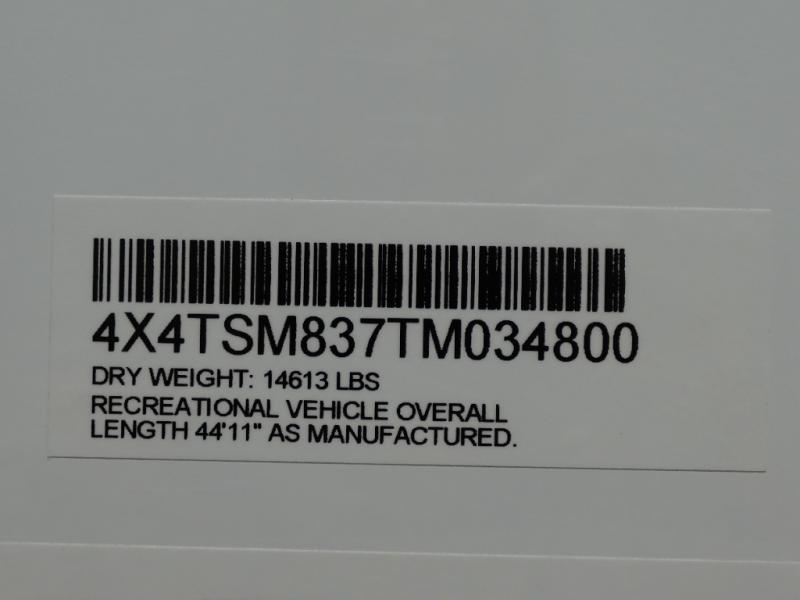 4X4TSM837TM034800
DRY WEIGHT: 14613 LBS
RECREATIONAL VEHICLE OVERALL
LENGTH 44'11" AS MANUFACTURED.